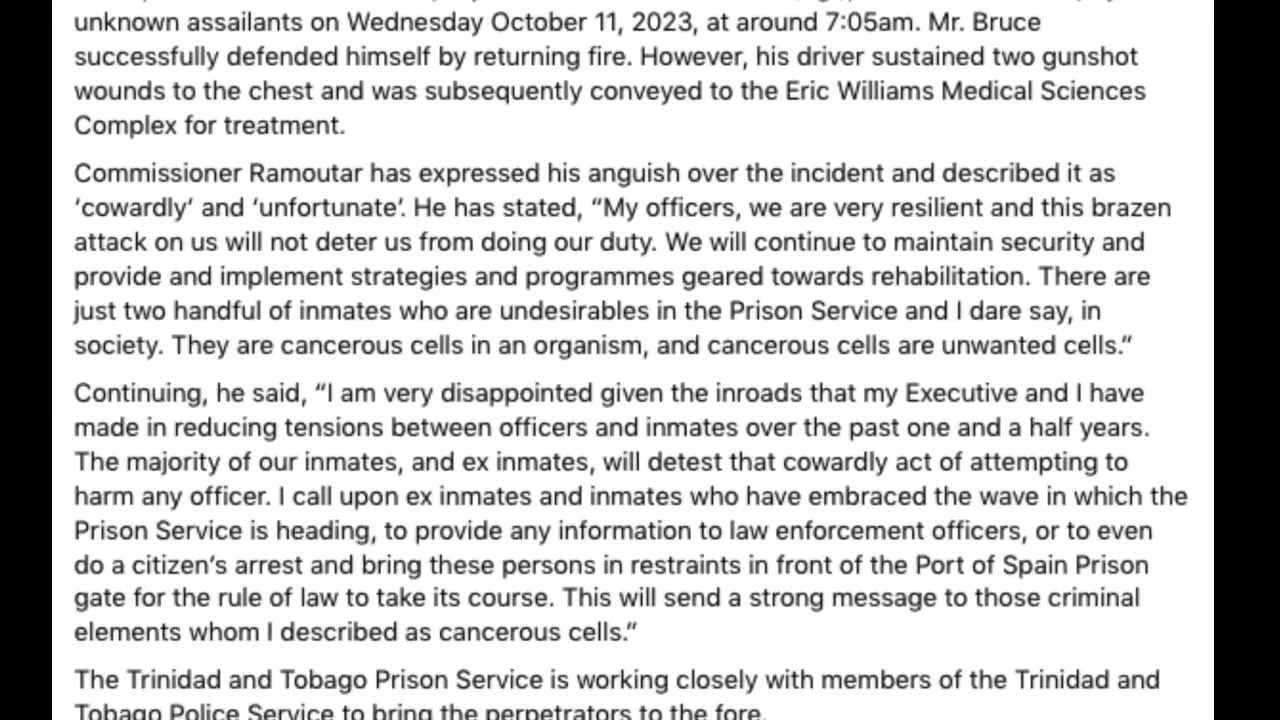 unknown assailants on Wednesday October 11, 2023, at around 7:05am. Mr. Bruce
successfully defended himself by returning fire. However, his driver sustained two gunshot
wounds to the chest and was subsequently conveyed to the Eric Williams Medical Sciences
Complex for treatment.
Commissioner Ramoutar has expressed his anguish over the incident and described it as
‘cowardly’ and ‘unfortunate’. He has stated, “My officers, we are very resilient and this brazen
attack on us will not deter us from doing our duty. We will continue to maintain security and
provide and implement strategies and programmes geared towards rehabilitation. There are
just two handful of inmates who are undesirables in the Prison Service and I dare say, in
society. They are cancerous cells in an organism, and cancerous cells are unwanted cells.”
Continuing, he said, “I am very disappointed given the inroads that my Executive and I have
made in reducing tensions between officers and inmates over the past one and a half years.
The majority of our inmates, and ex inmates, will detest that cowardly act of attempting to
harm any officer. I call upon ex inmates and inmates who have embraced the wave in which the
Prison Service is heading, to provide any information to law enforcement officers, or to even
do a citizen’s arrest and bring these persons in restraints in front of the Port of Spain Prison
gate for the rule of law to take its course. This will send a strong message to those criminal
elements whom I described as cancerous cells.”
The Trinidad and Tobago Prison Service is working closely with members of the Trinidad and
Tobago Police Service to bring the perpetrators to the fore.